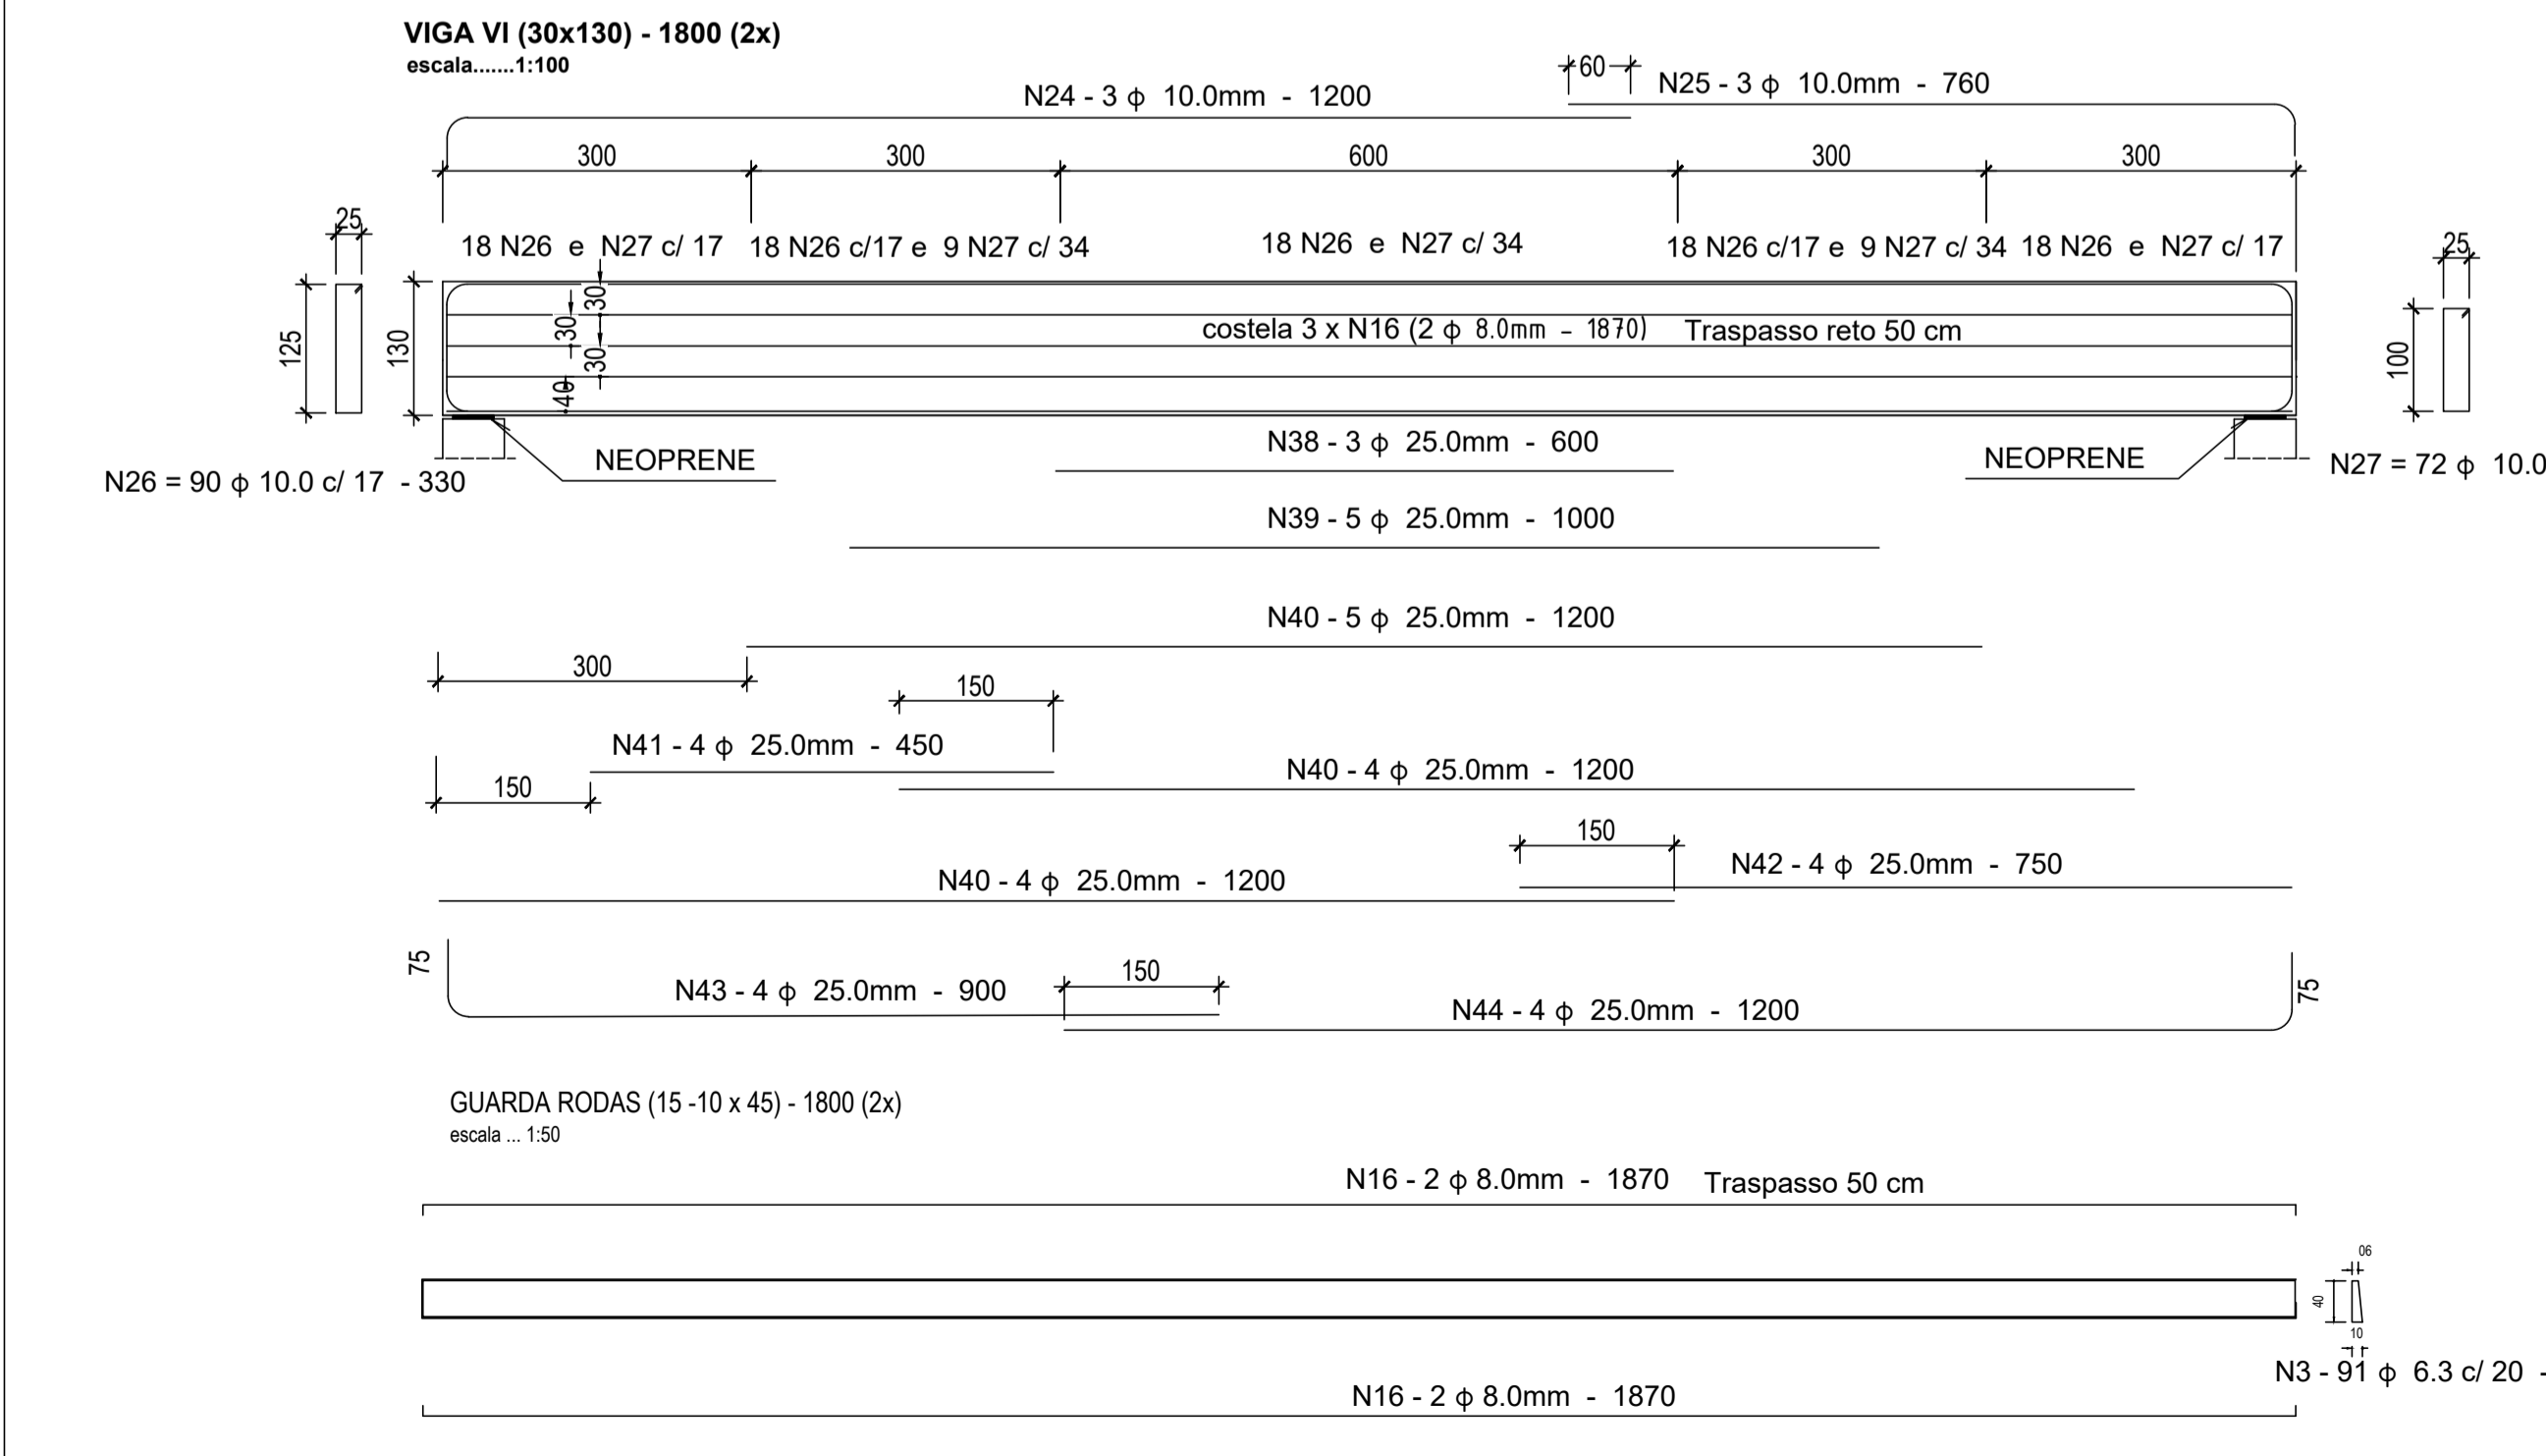 VIGA VI (30x130) - 1800 (2x)
escala.......1:100
60
N24 - 3 ϕ 10.0mm - 1200
N25 - 3 ϕ 10.0mm - 760
300
300
600
300
300
25
18 N26 e N27 c/ 17
18 N26 c/17 e 9 N27 c/ 34
18 N26 e N27 c/ 34
18 N26 c/17 e 9 N27 c/ 34
18 N26 e N27 c/ 17
25
125
130
30
30
30
40
costela 3 x N16 (2 ϕ 8.0mm - 1870) Traspasso reto 50 cm
100
N26 = 90 ϕ 10.0 c/ 17 - 330
NEOPRENE
N38 - 3 ϕ 25.0mm - 600
NEOPRENE
N27 = 72 ϕ 10.0
N39 - 5 ϕ 25.0mm - 1000
N40 - 5 ϕ 25.0mm - 1200
300
150
N41 - 4 ϕ 25.0mm - 450
150
N40 - 4 ϕ 25.0mm - 1200
150
N40 - 4 ϕ 25.0mm - 1200
N42 - 4 ϕ 25.0mm - 750
75
N43 - 4 ϕ 25.0mm - 900
150
N44 - 4 ϕ 25.0mm - 1200
75
GUARDA RODAS (15 -10 x 45) - 1800 (2x)
escala ... 1:50
N16 - 2 ϕ 8.0mm - 1870 Traspasso 50 cm
06
40
10
N3 - 91 ϕ 6.3 c/ 20 -
N16 - 2 ϕ 8.0mm - 1870